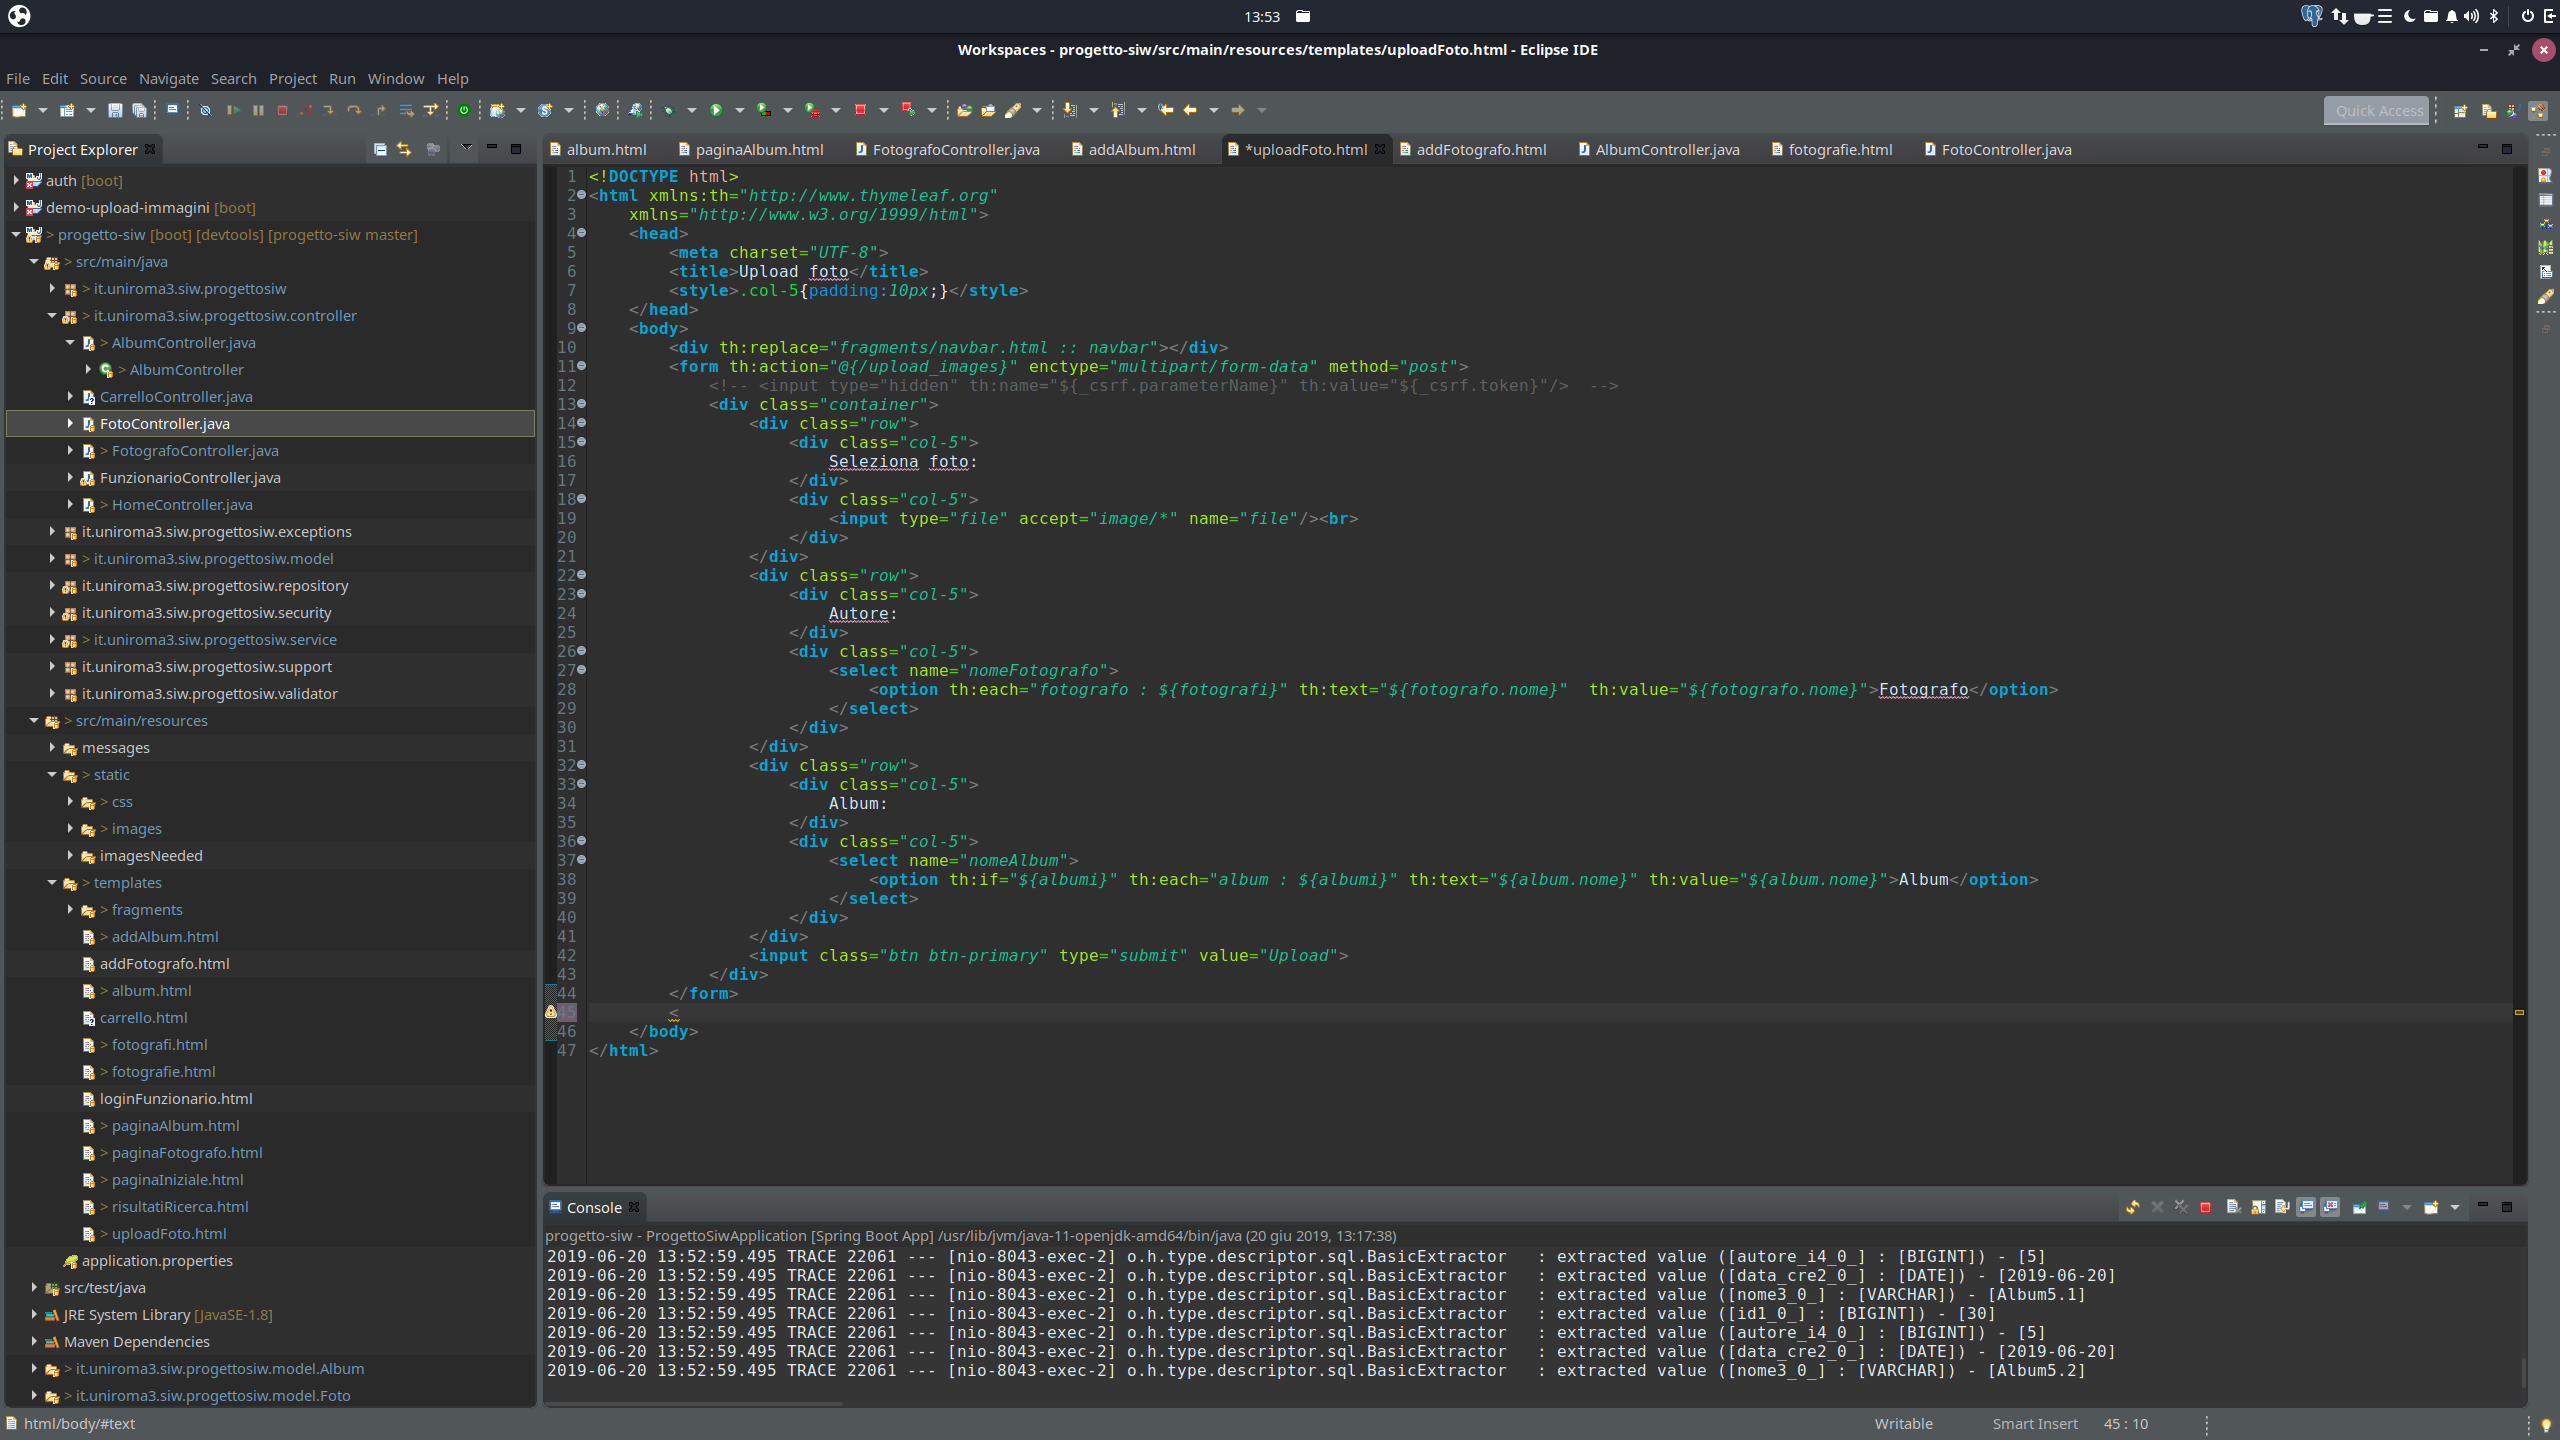 13:53
Workspaces - progetto-siw/src/main/resources/templates/uploadFoto.html - Eclipse IDE
File Edit Source Navigate Search Project Run Window Help
Quick Access
Project Explorer
auth [boot]
demo-upload-immagini [boot]
> progetto-siw [boot] [devtools] [progetto-siw master]
> src/main/java
> it.uniroma3.siw.progettosiw
> it.uniroma3.siw.progettosiw.controller
> AlbumController.java
> AlbumController
CarrelloController.java
FotoController.java
> FotografoController.java
FunzionarioController.java
> HomeController.java
it.uniroma3.siw.progettosiw.exceptions
> it.uniroma3.siw.progettosiw.model
it.uniroma3.siw.progettosiw.repository
it.uniroma3.siw.progettosiw.security
> it.uniroma3.siw.progettosiw.service
it.uniroma3.siw.progettosiw.support
it.uniroma3.siw.progettosiw.validator
> src/main/resources
messages
> static
> css
> images
imagesNeeded
> templates
> fragments
> addAlbum.html
addFotografo.html
> album.html
carrello.html
> fotografi.html
> fotografie.html
loginFunzionario.html
> paginaAlbum.html
> paginaFotografo.html
> paginaIniziale.html
> risultatiRicerca.html
> uploadFoto.html
application.properties
src/test/java
JRE System Library [JavaSE-1.8]
Maven Dependencies
> it.uniroma3.siw.progettosiw.model.Album
> it.uniroma3.siw.progettosiw.model.Foto
album.html paginaAlbum.html FotografoController.java addAlbum.html *uploadFoto.html addFotografo.html AlbumController.java fotografie.html FotoController.java
1 <!DOCTYPE html>
2 <html xmlns:th="http://www.thymeleaf.org"
3 xmlns="http://www.w3.org/1999/html">
4 <head>
5 <meta charset="UTF-8">
6 <title>Upload foto</title>
7 <style>.col-5{padding:10px;}</style>
8 </head>
9 <body>
10 <div th:replace="fragments/navbar.html :: navbar"></div>
11 <form th:action="@{/upload_images}" enctype="multipart/form-data" method="post">
12 <!-- <input type="hidden" th:name="${_csrf.parameterName}" th:value="${_csrf.token}"/> -->
13 <div class="container">
14 <div class="row">
15 <div class="col-5">
16 Seleziona foto:
17 </div>
18 <div class="col-5">
19 <input type="file" accept="image/*" name="file"/><br>
20 </div>
21 </div>
22 <div class="row">
23 <div class="col-5">
24 Autore:
25 </div>
26 <div class="col-5">
27 <select name="nomeFotografo">
28 <option th:each="fotografo : ${fotografi}" th:text="${fotografo.nome}" th:value="${fotografo.nome}">Fotografo</option>
29 </select>
30 </div>
31 </div>
32 <div class="row">
33 <div class="col-5">
34 Album:
35 </div>
36 <div class="col-5">
37 <select name="nomeAlbum">
38 <option th:if="${albumi}" th:each="album : ${albumi}" th:text="${album.nome}" th:value="${album.nome}">Album</option>
39 </select>
40 </div>
41 </div>
42 <input class="btn btn-primary" type="submit" value="Upload">
43 </div>
44 </form>
45 <
46 </body>
47 </html>
Console
progetto-siw - ProgettoSiwApplication [Spring Boot App] /usr/lib/jvm/java-11-openjdk-amd64/bin/java (20 giu 2019, 13:17:38)
2019-06-20 13:52:59.495 TRACE 22061 --- [nio-8043-exec-2] o.h.type.descriptor.sql.BasicExtractor : extracted value ([autore_i4_0_] : [BIGINT]) - [5]
2019-06-20 13:52:59.495 TRACE 22061 --- [nio-8043-exec-2] o.h.type.descriptor.sql.BasicExtractor : extracted value ([data_cre2_0_] : [DATE]) - [2019-06-20]
2019-06-20 13:52:59.495 TRACE 22061 --- [nio-8043-exec-2] o.h.type.descriptor.sql.BasicExtractor : extracted value ([nome3_0_] : [VARCHAR]) - [Album5.1]
2019-06-20 13:52:59.495 TRACE 22061 --- [nio-8043-exec-2] o.h.type.descriptor.sql.BasicExtractor : extracted value ([id1_0_] : [BIGINT]) - [30]
2019-06-20 13:52:59.495 TRACE 22061 --- [nio-8043-exec-2] o.h.type.descriptor.sql.BasicExtractor : extracted value ([autore_i4_0_] : [BIGINT]) - [5]
2019-06-20 13:52:59.495 TRACE 22061 --- [nio-8043-exec-2] o.h.type.descriptor.sql.BasicExtractor : extracted value ([data_cre2_0_] : [DATE]) - [2019-06-20]
2019-06-20 13:52:59.495 TRACE 22061 --- [nio-8043-exec-2] o.h.type.descriptor.sql.BasicExtractor : extracted value ([nome3_0_] : [VARCHAR]) - [Album5.2]
html/body/#text
Writable Smart Insert 45 : 10